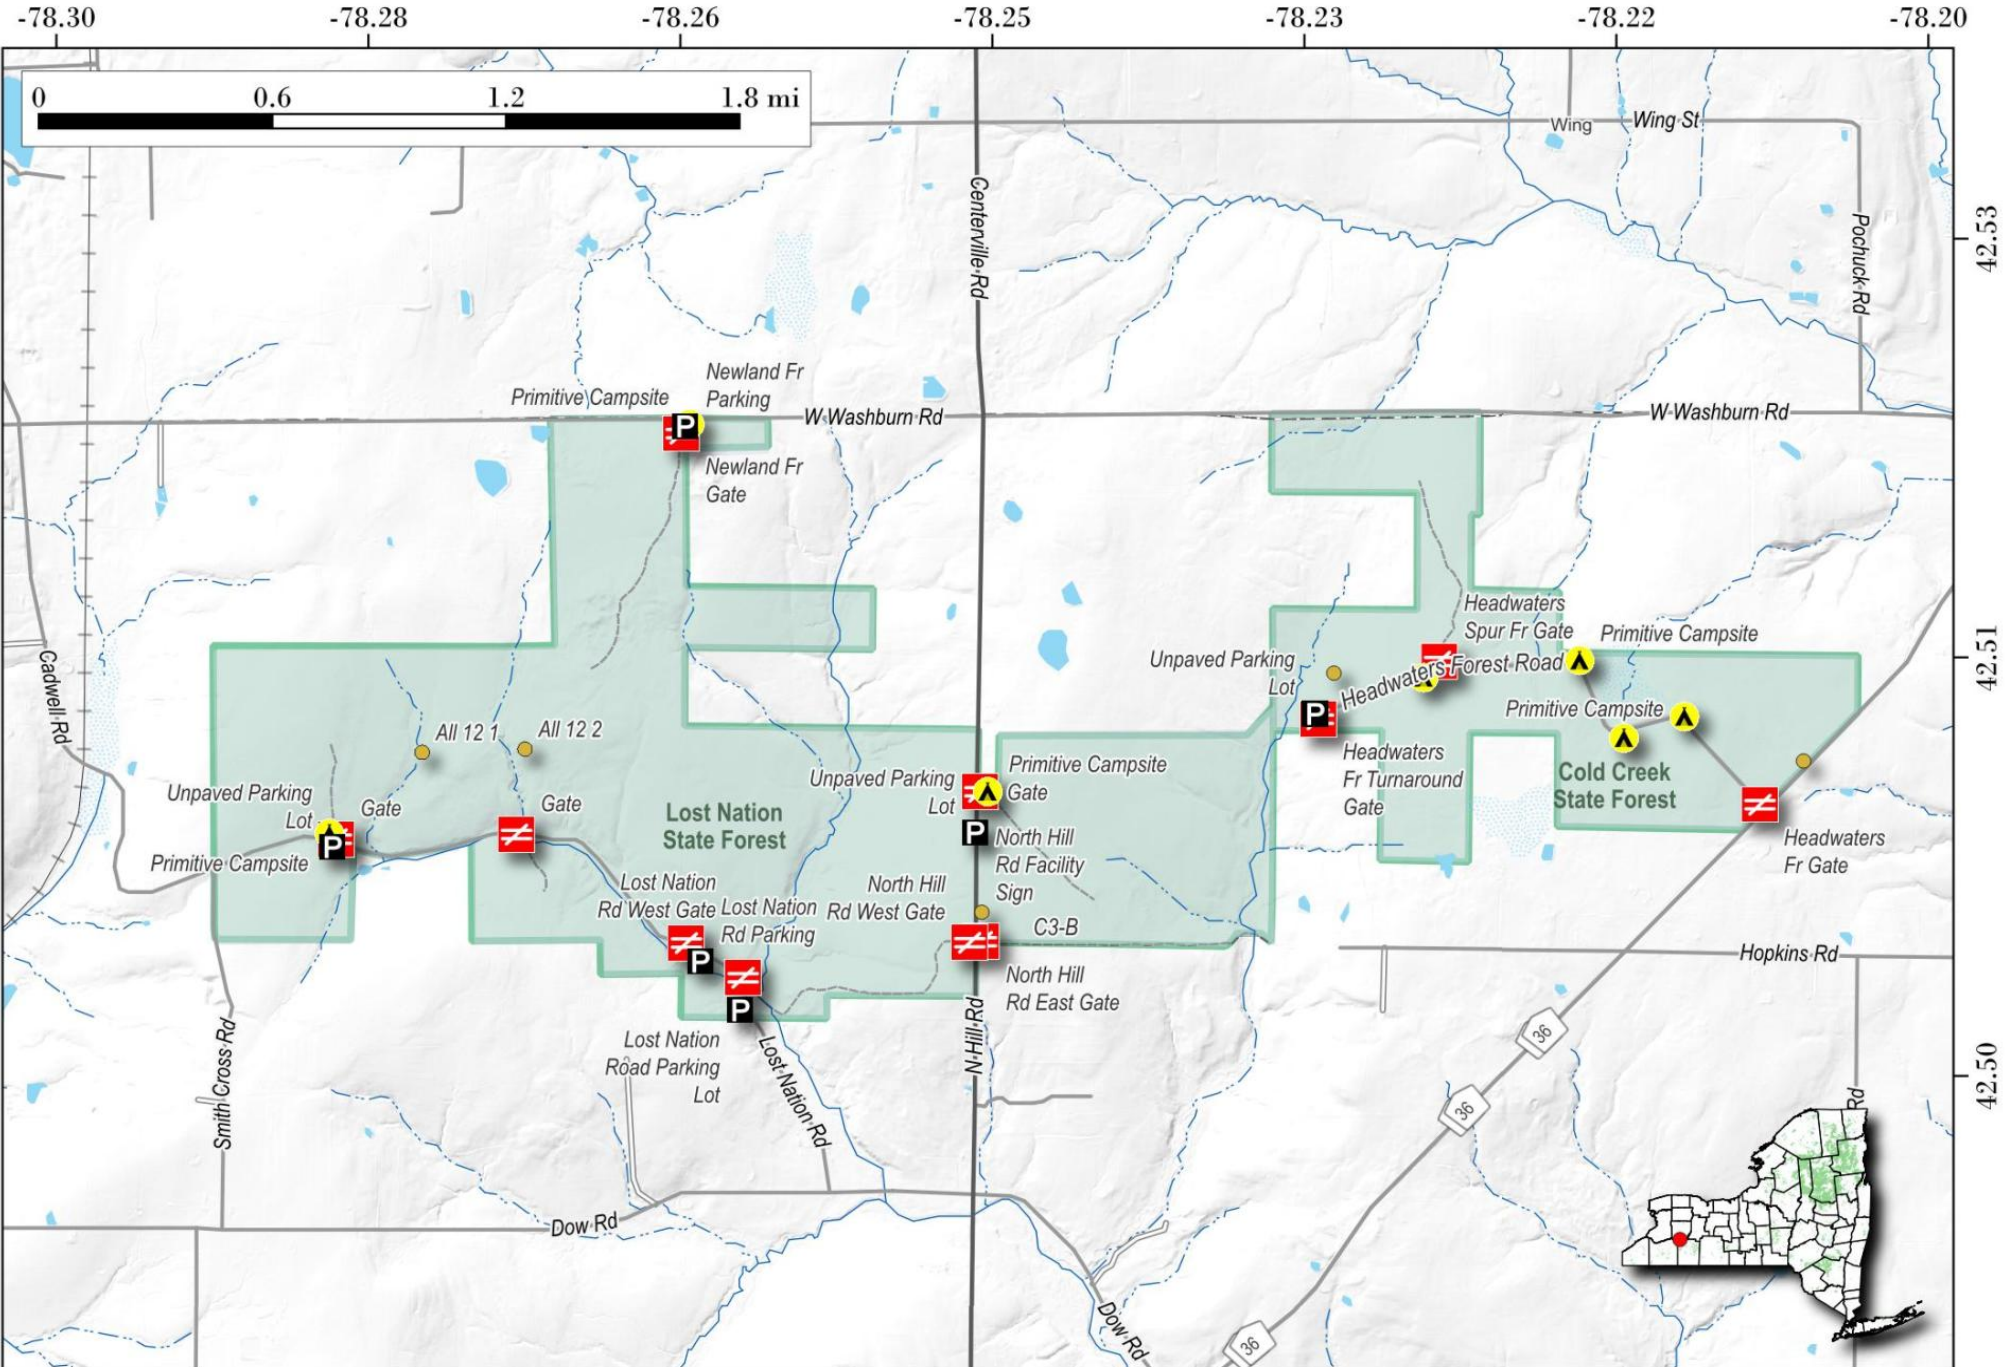 -78.30 -78.28 -78.26 -78.25 -78.23 -78.22 -78.20
0 0.6 1.2 1.8 mi
Wing
Wing St
Centerville Rd
Pochuck Rd
42.53
Newland Fr
Parking
Primitive Campsite
P
W Washburn Rd
W Washburn Rd
Newland Fr
Gate
Headwaters
Spur Fr Gate
Primitive Campsite
Unpaved Parking
Lot
Headwaters Forest Road
42.51
Cadwell Rd
Primitive Campsite
P
All 12 1
All 12 2
Headwaters
Fr Turnaround
Gate
Cold Creek
State Forest
Unpaved Parking
Lot
Primitive Campsite
Gate
Unpaved Parking
Lot
Gate
Gate
P
Primitive Campsite
Lost Nation
State Forest
P
North Hill
Rd Facility
Sign
Headwaters
Fr Gate
Lost Nation
Rd West Gate
Lost Nation
Rd Parking
North Hill
Rd West Gate
C3-B
P
Hopkins Rd
North Hill
Rd East Gate
P
Lost Nation
Road Parking
Lot
Lost Nation Rd
N Hill Rd
Smith Cross Rd
36
36
42.50
Rd
Dow Rd
Dow Rd
36